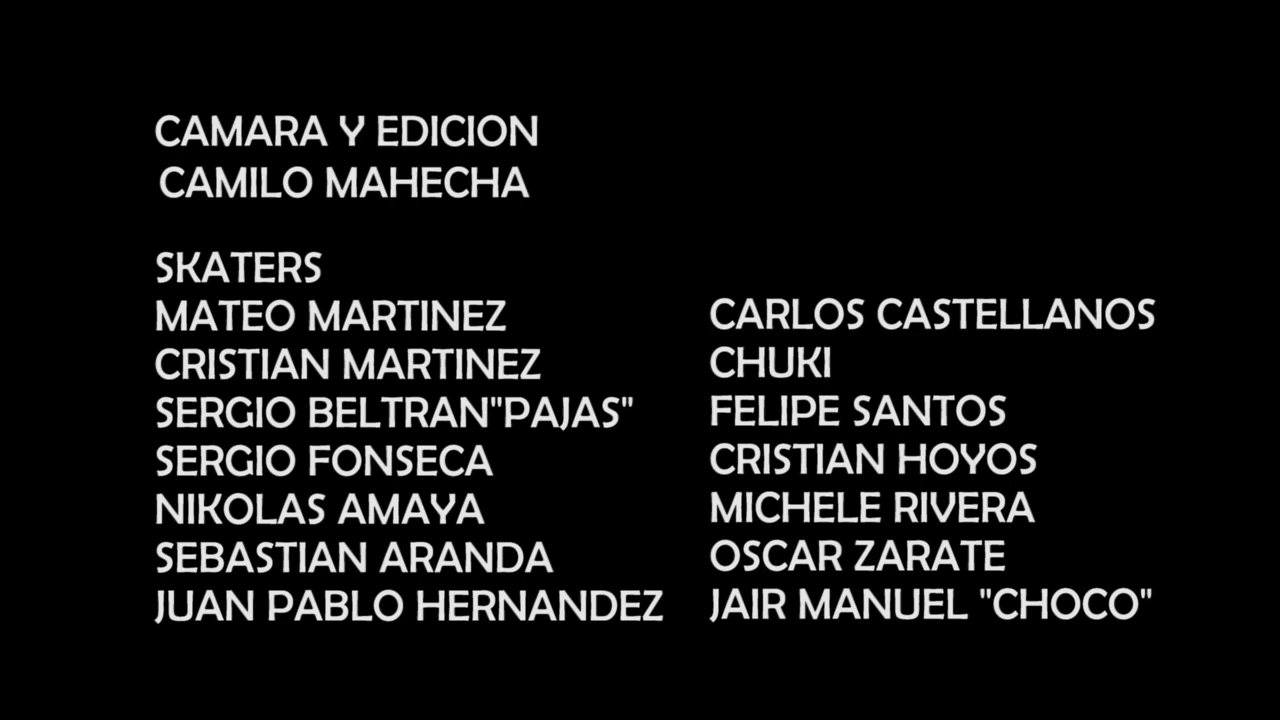 CAMARA Y EDICION
CAMILO MAHECHA
SKATERS
MATEO MARTINEZ
CRISTIAN MARTINEZ
SERGIO BELTRAN"PAJAS"
SERGIO FONSECA
NIKOLAS AMAYA
SEBASTIAN ARANDA
JUAN PABLO HERNANDEZ
CARLOS CASTELLANOS
CHUKI
FELIPE SANTOS
CRISTIAN HOYOS
MICHELE RIVERA
OSCAR ZARATE
JAIR MANUEL "CHOCO"